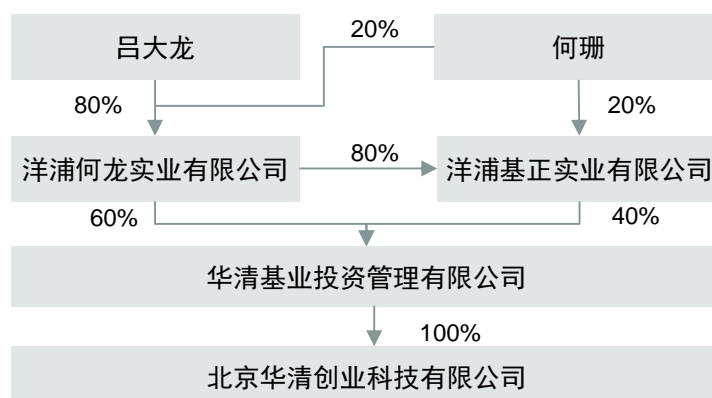 吕大龙
20%
何珊
80%
20%
洋浦何龙实业有限公司
80%
洋浦基正实业有限公司
60%
40%
华清基业投资管理有限公司
100%
北京华清创业科技有限公司